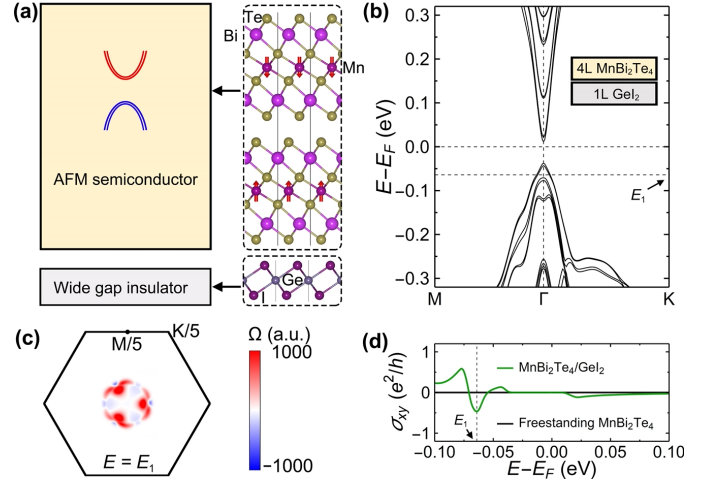 (a)
Te
Bi
Mn
AFM semiconductor
Wide gap insulator
Ge
I
(b)
0.3
0.2
0.1
0.0
−0.1
−0.2
−0.3
E−E_F (eV)
4L MnBi₂Te₄
1L GeI₂
E₁
M
Γ
K
(c)
M/5
K/5
E = E₁
Ω (a.u.)
1000
−1000
(d)
1
0
−1
σ_xy (e²/h)
MnBi₂Te₄/GeI₂
E₁
Freestanding MnBi₂Te₄
−0.10
−0.05
0.00
0.05
0.10
E−E_F (eV)